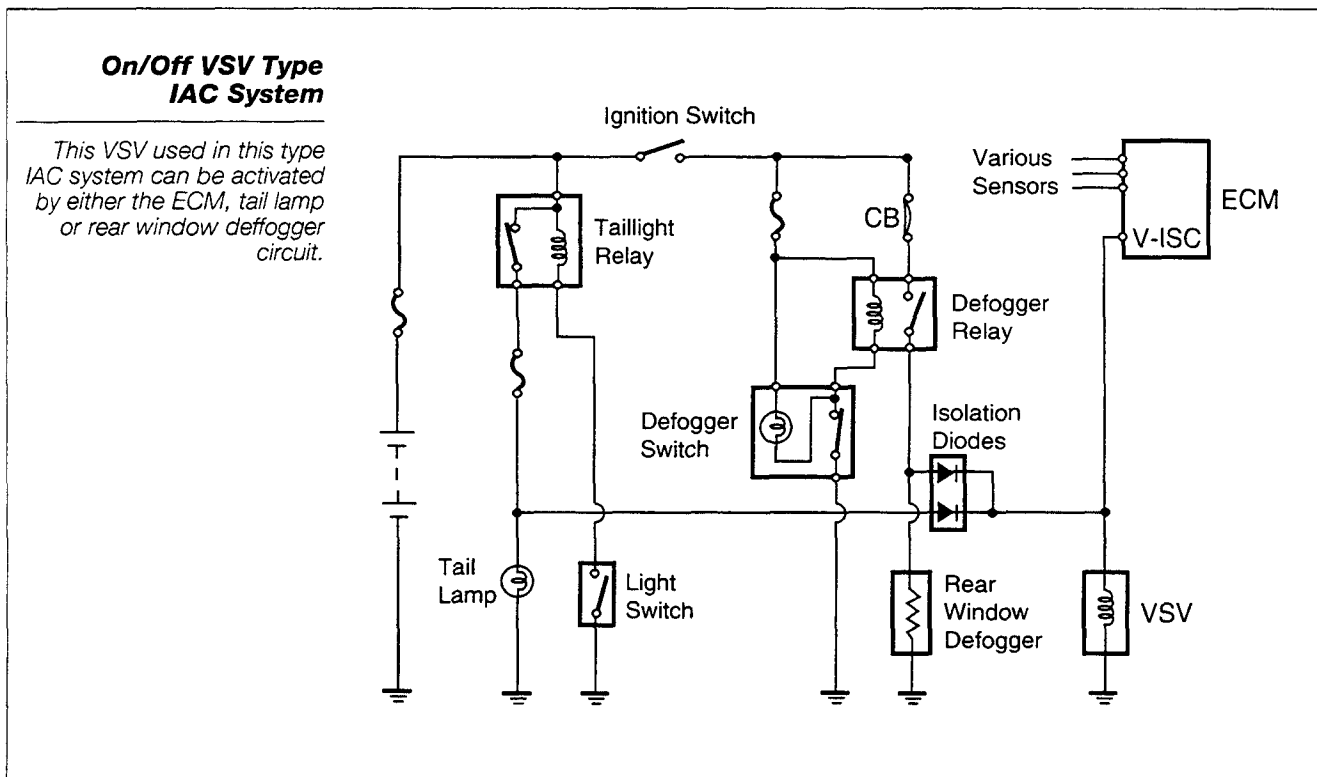 On/Off VSV Type
IAC System
This VSV used in this type
IAC system can be activated
by either the ECM, tail lamp
or rear window deffogger
circuit.
Ignition Switch
Various
Sensors
ECM
V-ISC
Taillight
Relay
CB
Defogger
Relay
Defogger
Switch
Isolation
Diodes
Tail
Lamp
Light
Switch
Rear
Window
Defogger
VSV